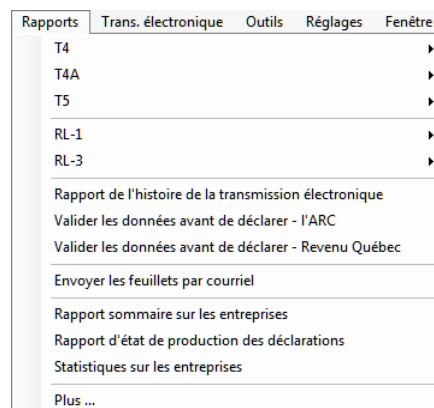 Rapports Trans. électronique Outils Réglages Fenêtre
T4
T4A
T5
RL-1
RL-3
Rapport de l'histoire de la transmission électronique
Valider les données avant de déclarer - l'ARC
Valider les données avant de déclarer - Revenu Québec
Envoyer les feuillets par courriel
Rapport sommaire sur les entreprises
Rapport d'état de production des déclarations
Statistiques sur les entreprises
Plus ...